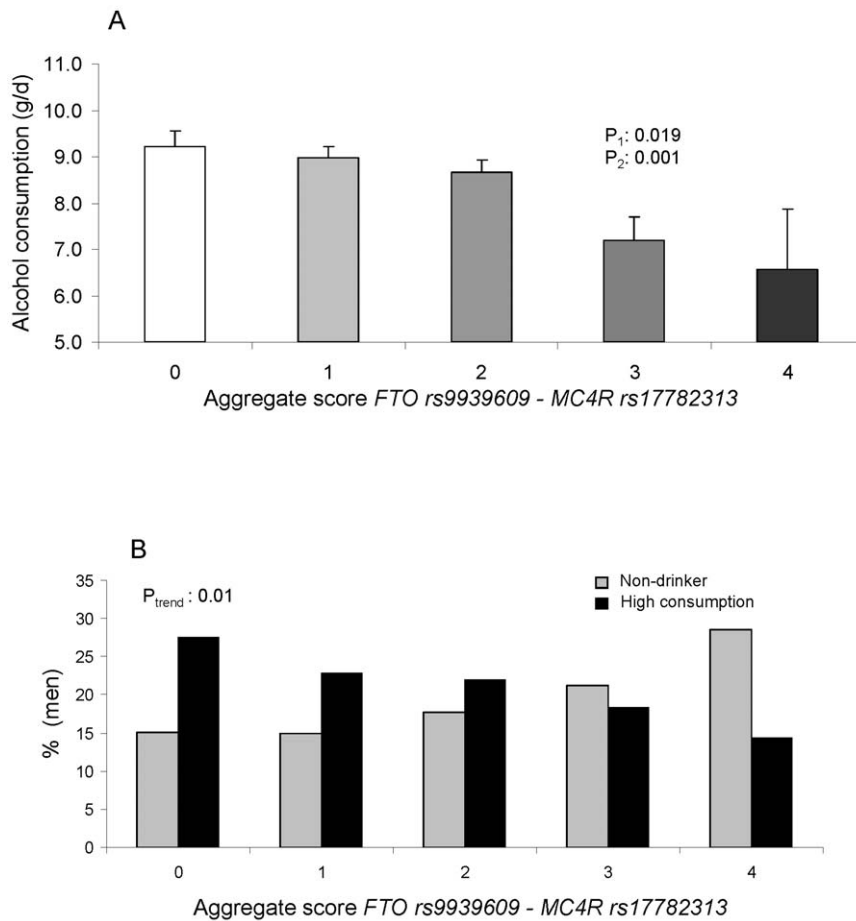 A
Alcohol consumption (g/d)
11.0
10.0
9.0
8.0
7.0
6.0
5.0
P1: 0.019
P2: 0.001
0 1 2 3 4
Aggregate score FTO rs9939609 - MC4R rs17782313
B
% (men)
35
30
25
20
15
10
5
0
Ptrend : 0.01
Non-drinker
High consumption
0 1 2 3 4
Aggregate score FTO rs9939609 - MC4R rs17782313